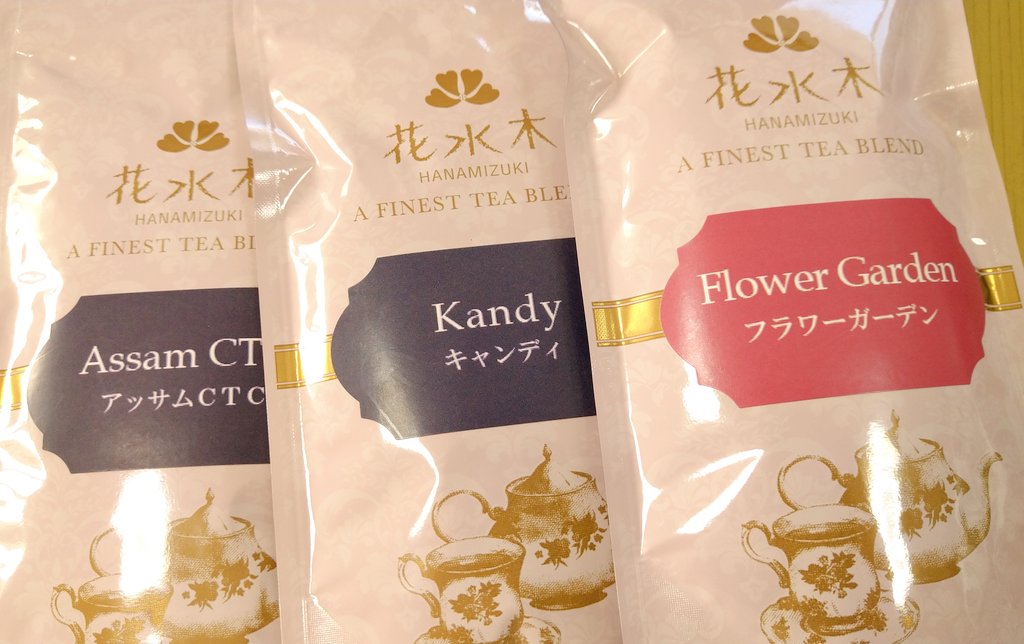 花水木
HANAMIZUKI
A FINEST TEA BL
Assam CT
アッサムCTC
花水木
HANAMIZUKI
A FINEST TEA BLE
Kandy
キャンディ
花水木
HANAMIZUKI
A FINEST TEA BLEND
Flower Garden
フラワーガーデン